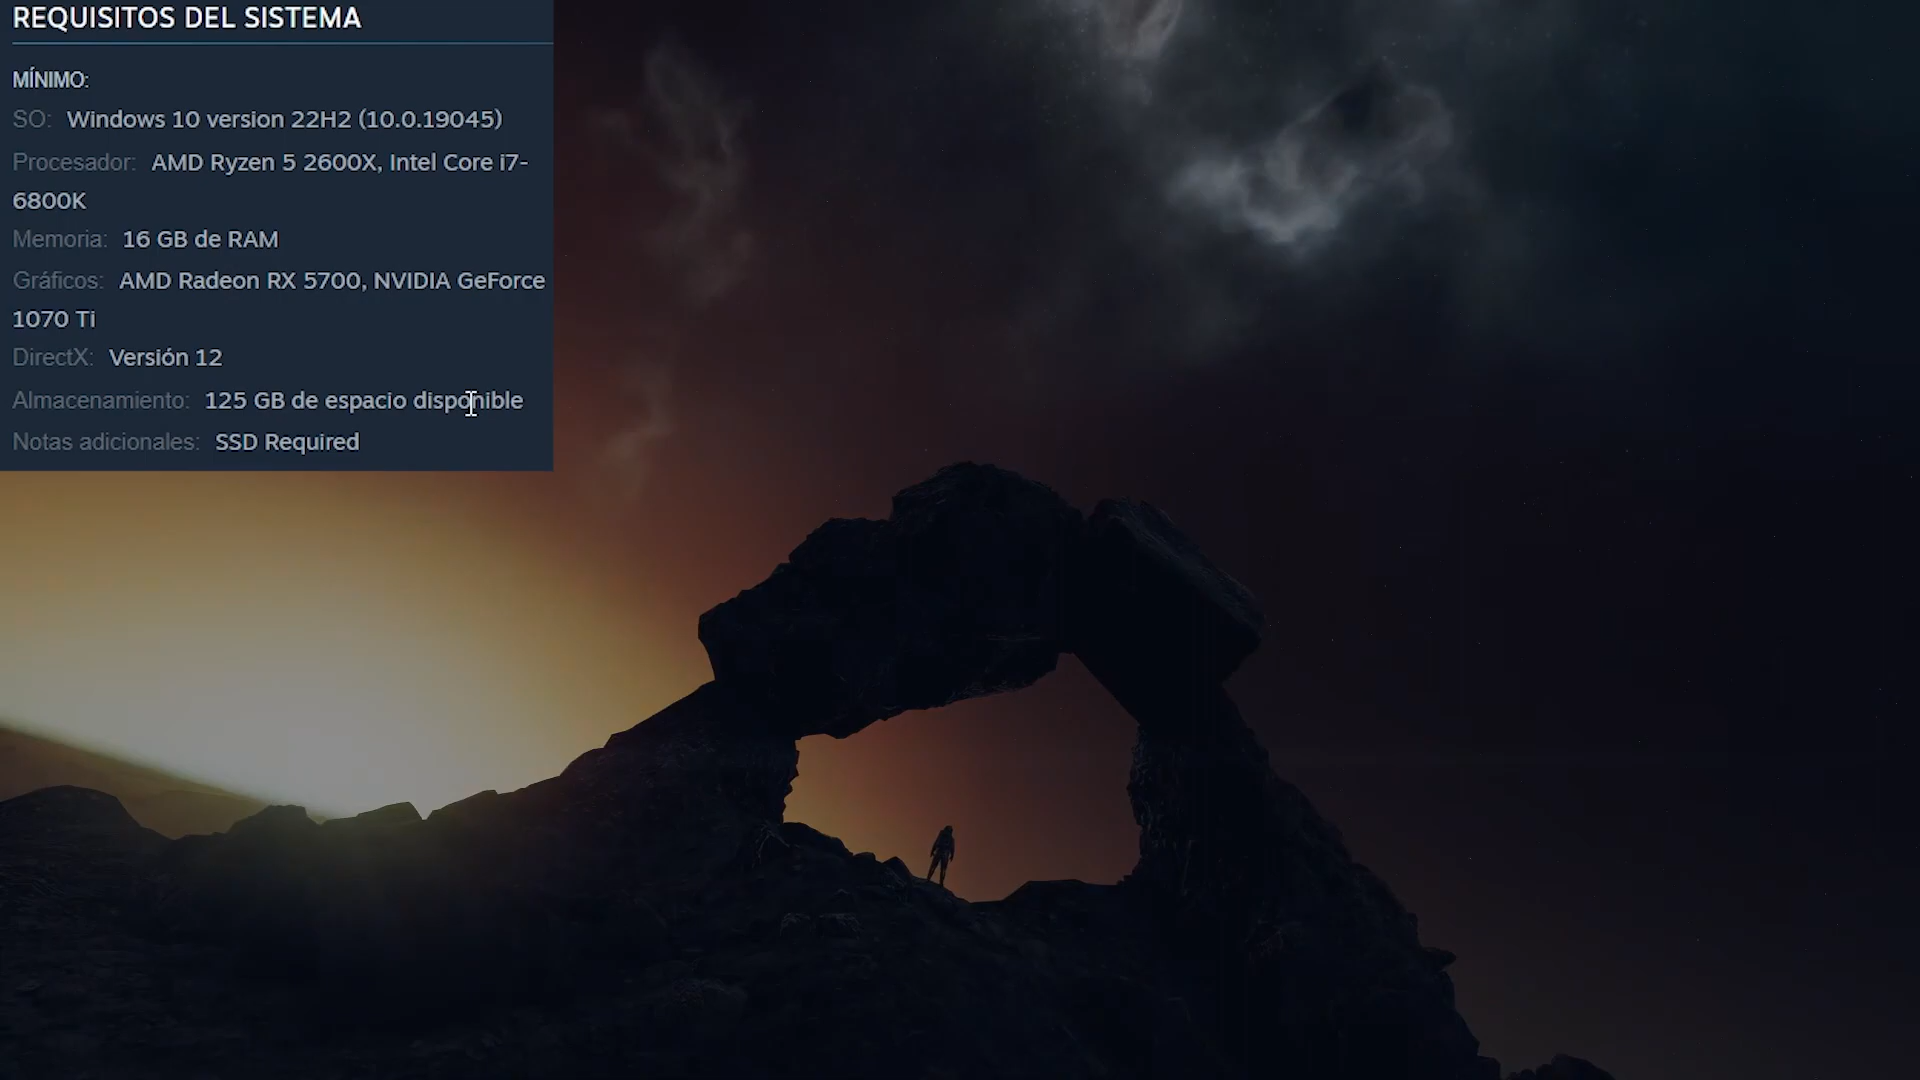 REQUISITOS DEL SISTEMA
MÍNIMO:
SO: Windows 10 version 22H2 (10.0.19045)
Procesador: AMD Ryzen 5 2600X, Intel Core i7-
6800K
Memoria: 16 GB de RAM
Gráficos: AMD Radeon RX 5700, NVIDIA GeForce
1070 Ti
DirectX: Versión 12
Almacenamiento: 125 GB de espacio disponible
Notas adicionales: SSD Required